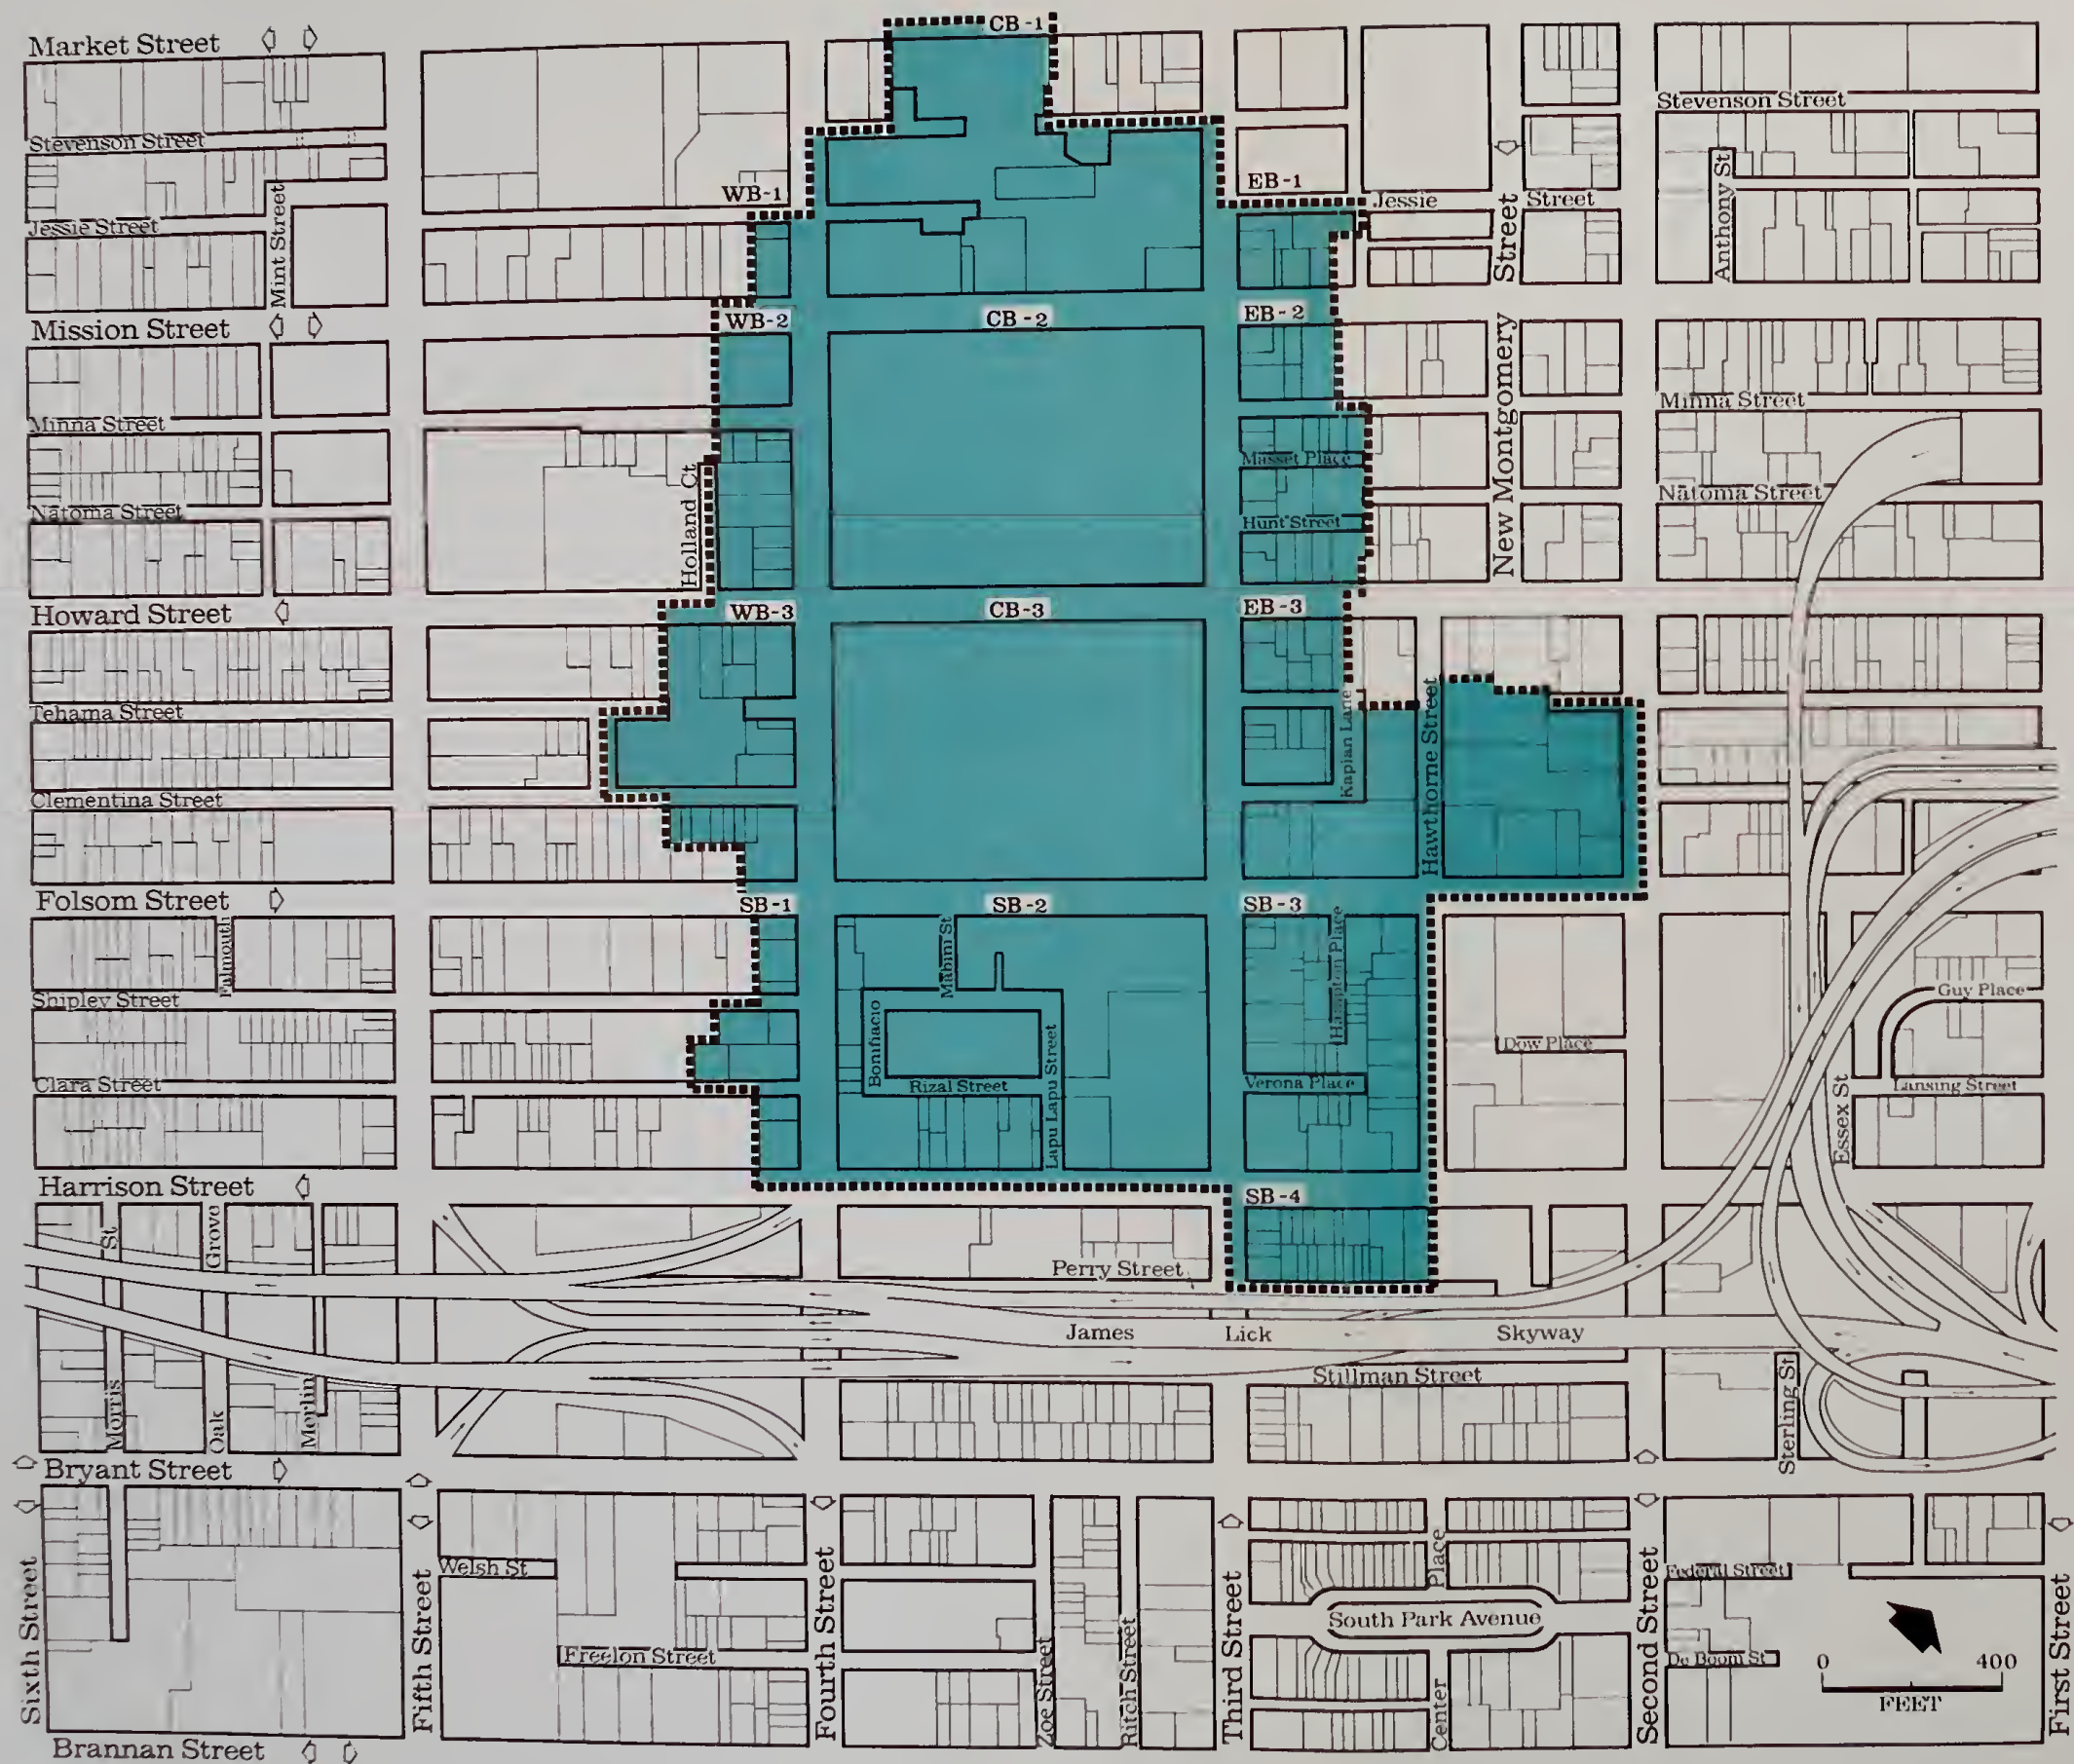 CB-1
Market Street
Stevenson Street
Stevenson Street
WB-1
EB-1
Jessie Street
Jessie Street
Mint Street
Anthony St
Mission Street
WB-2
CB-2
EB-2
New Montgomery Street
Minna Street
Minna Street
Masset Place
Holland Ct
Natoma Street
Natoma Street
Hunt Street
Howard Street
WB-3
CB-3
EB-3
Tehama Street
Kaplan Lane
Hawthorne Street
Clementina Street
Folsom Street
SB-1
SB-2
SB-3
Falmouth
Mabini St
Hampton Place
Shipley Street
Guy Place
Bonifacio
Lapu Lapu Street
Dow Place
Clara Street
Rizal Street
Verona Place
Lansing Street
Essex St
Harrison Street
SB-4
Perry Street
James Lick Skyway
Stillman Street
Morris St
Oak Grove
Merlin
Sterling St
Bryant Street
Welsh St
Federal Street
South Park Avenue
Center Place
Freelon Street
De Boom St
Zoe Street
Ritch Street
Sixth Street
Fifth Street
Fourth Street
Third Street
Second Street
First Street
0 400
FEET
Brannan Street